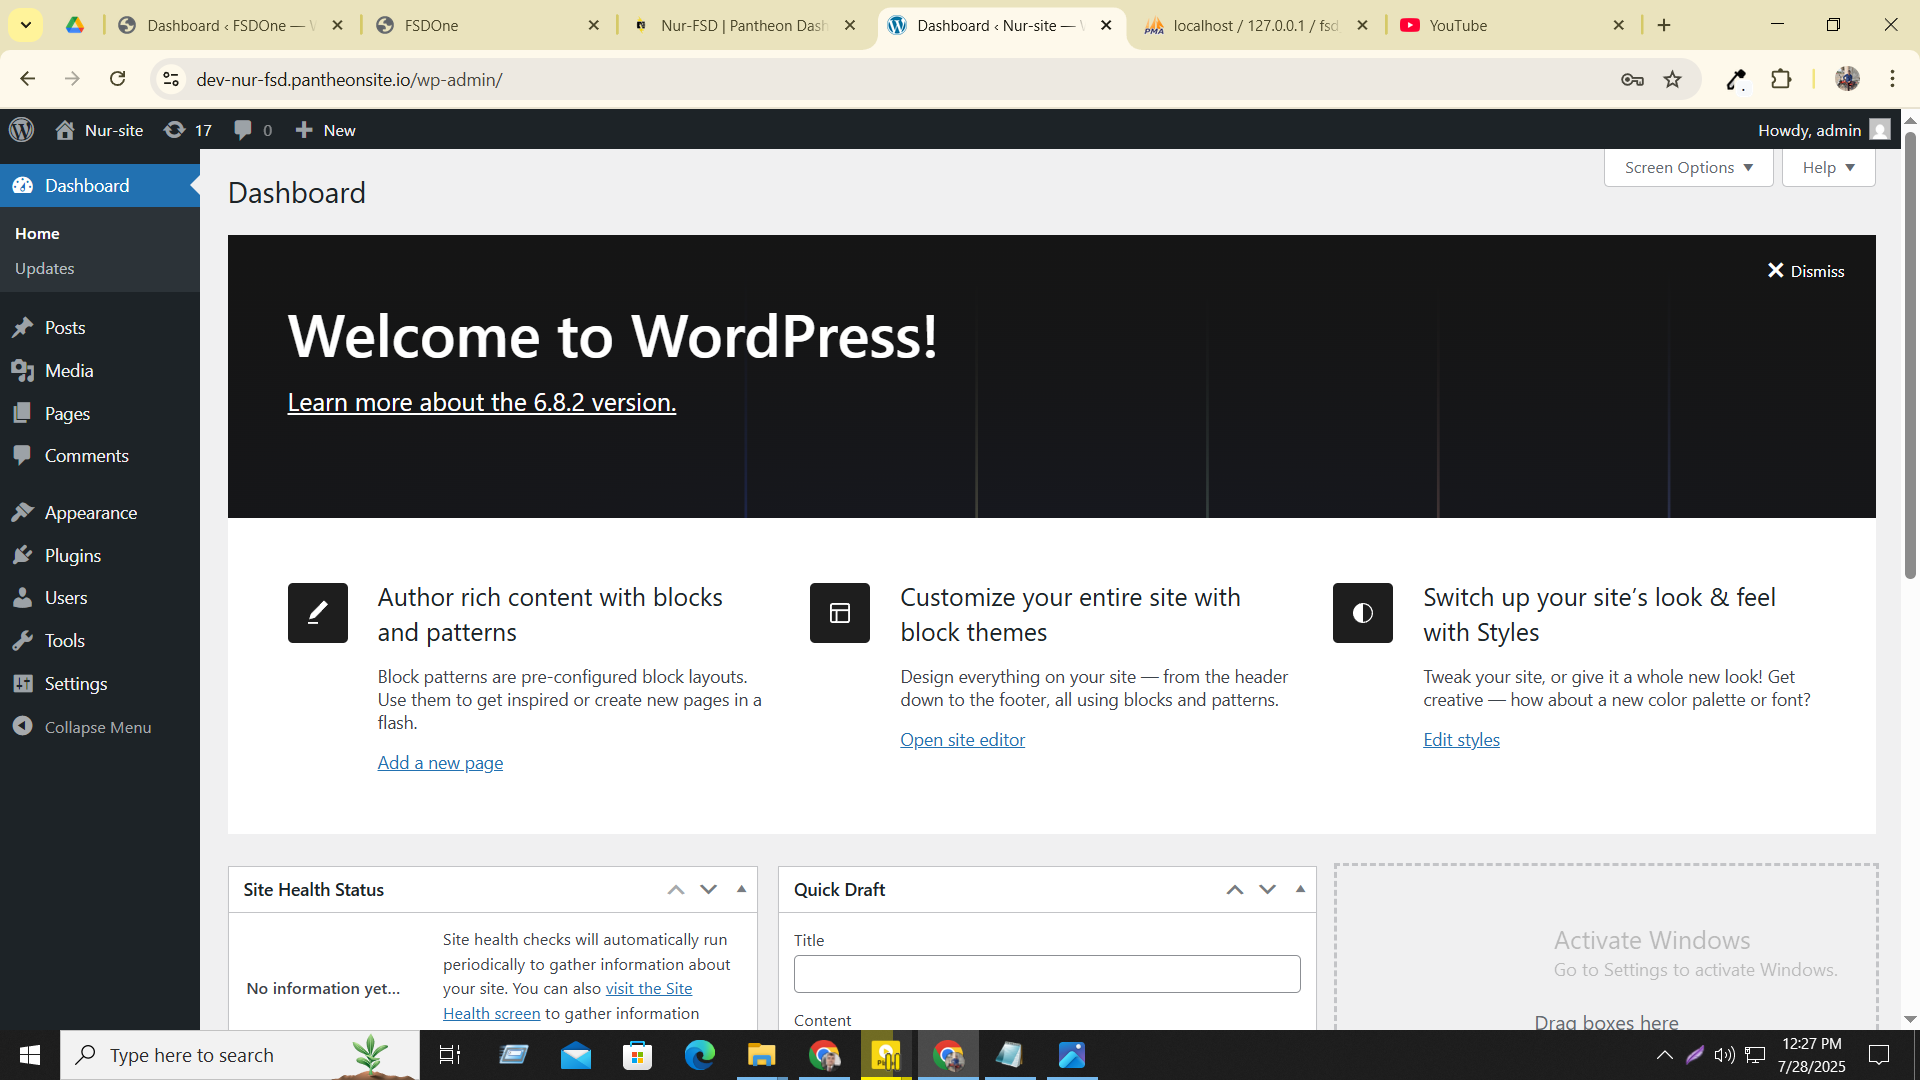 Dashboard ‹ FSDOne —
FSDOne
Nur-FSD | Pantheon Dash
Dashboard ‹ Nur-site —
PMA
localhost / 127.0.0.1 / fsd
YouTube
dev-nur-fsd.pantheonsite.io/wp-admin/
Nur-site
17
0
New
Howdy, admin
Dashboard
Home
Updates
Posts
Media
Pages
Comments
Appearance
Plugins
Users
Tools
Settings
Collapse Menu
Screen Options
Help
Dashboard
Dismiss
Welcome to WordPress!
Learn more about the 6.8.2 version.
Author rich content with blocks
and patterns
Block patterns are pre-configured block layouts.
Use them to get inspired or create new pages in a
flash.
Add a new page
Customize your entire site with
block themes
Design everything on your site — from the header
down to the footer, all using blocks and patterns.
Open site editor
Switch up your site’s look & feel
with Styles
Tweak your site, or give it a whole new look! Get
creative — how about a new color palette or font?
Edit styles
Site Health Status
No information yet...
Site health checks will automatically run
periodically to gather information about
your site. You can also visit the Site
Health screen to gather information
Quick Draft
Title
Content
Activate Windows
Go to Settings to activate Windows.
Drag boxes here
Type here to search
12:27 PM
7/28/2025